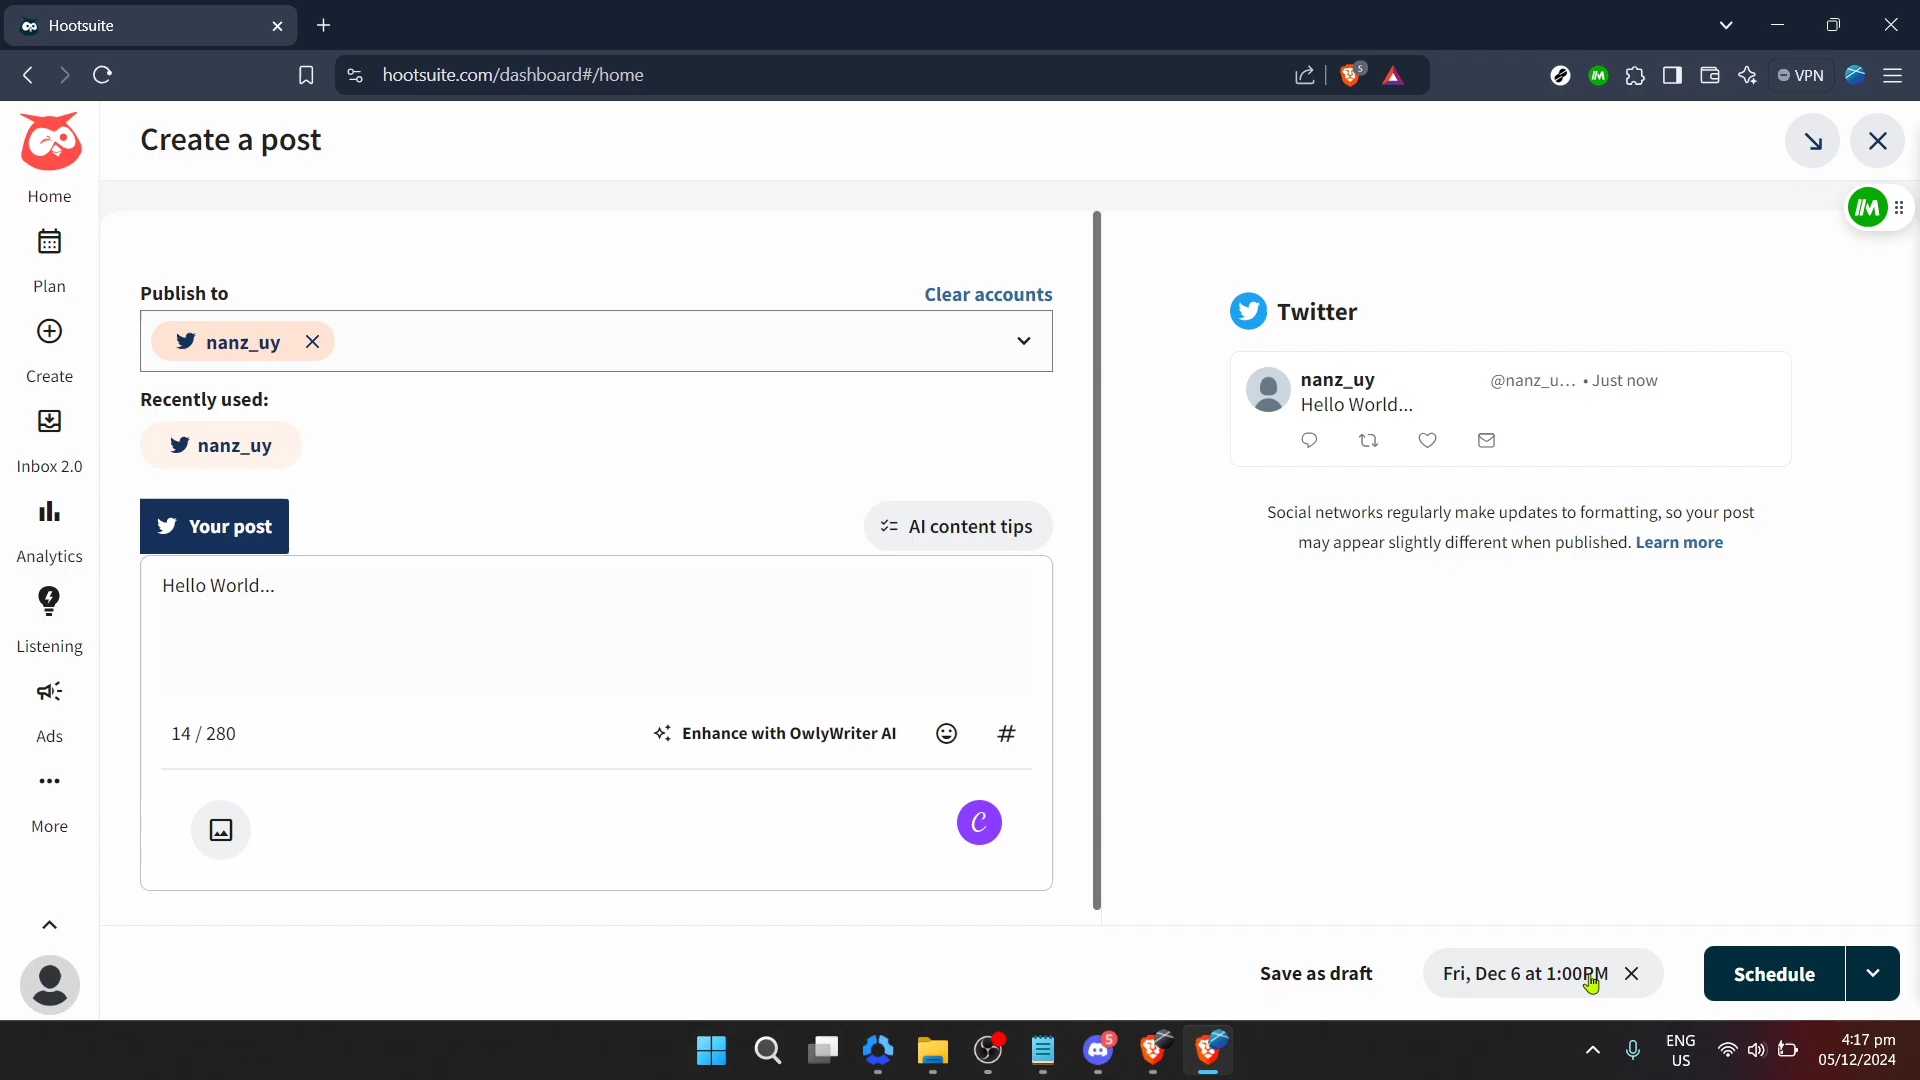 Hootsuite
hootsuite.com/dashboard#/home
5
VPN
Create a post
Home
Plan
Create
Inbox 2.0
Analytics
Listening
Ads
More
Publish to
Clear accounts
nanz_uy
Recently used:
nanz_uy
Your post
AI content tips
Hello World...
14 / 280
Enhance with OwlyWriter AI
#
C
Twitter
nanz_uy
@nanz_u... • Just now
Hello World...
Social networks regularly make updates to formatting, so your post
may appear slightly different when published. Learn more
Save as draft
Fri, Dec 6 at 1:00PM
Schedule
5
ENG
US
4:17 pm
05/12/2024